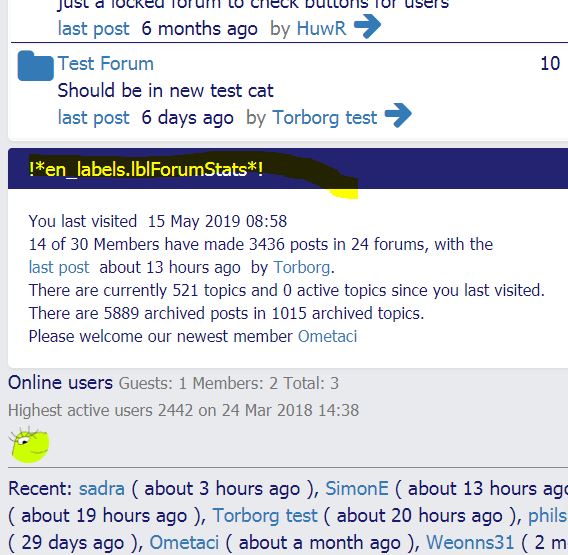 just a locked forum to check buttons for users
last post 6 months ago by HuwR
Test Forum 10
Should be in new test cat
last post 6 days ago by Torborg test
!*en_labels.lblForumStats*!
You last visited 15 May 2019 08:58
14 of 30 Members have made 3436 posts in 24 forums, with the
last post about 13 hours ago by Torborg.
There are currently 521 topics and 0 active topics since you last visited.
There are 5889 archived posts in 1015 archived topics.
Please welcome our newest member Ometaci
Online users Guests: 1 Members: 2 Total: 3
Highest active users 2442 on 24 Mar 2018 14:38
Recent: sadra ( about 3 hours ago ), SimonE ( about 13 hours ago
( about 19 hours ago ), Torborg test ( about 20 hours ago ), phils
( 29 days ago ), Ometaci ( about a month ago ), Weonns31 ( 2 m